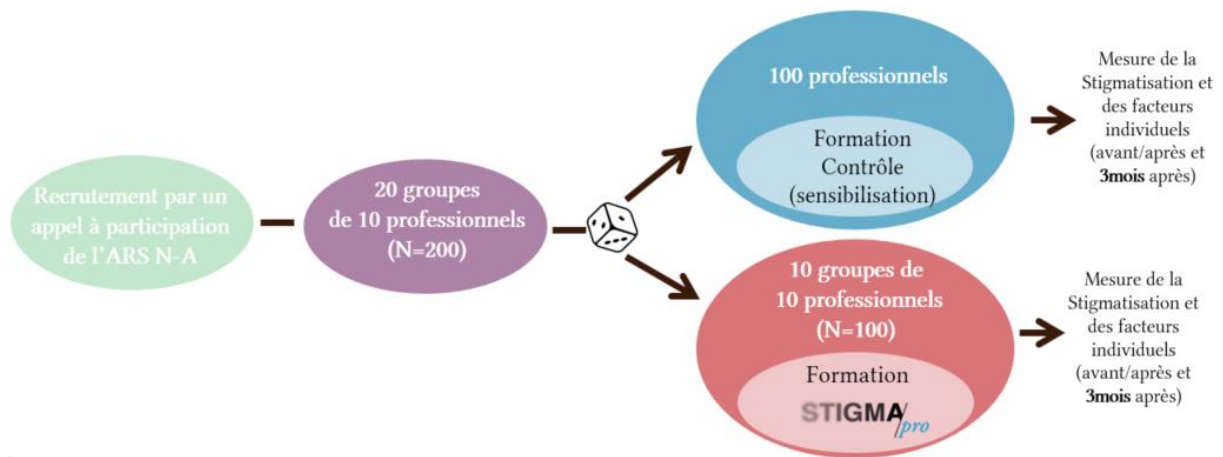 Recrutement par un
appel à participation
de l'ARS N-A
20 groupes
de 10 professionnels
(N=200)
100 professionnels
Formation
Contrôle
(sensibilisation)
Mesure de la
Stigmatisation et
des facteurs
individuels
(avant/après et
3mois après)
10 groupes de
10 professionnels
(N=100)
Formation
STIGMA/pro
Mesure de la
Stigmatisation et
des facteurs
individuels
(avant/après et
3mois après)